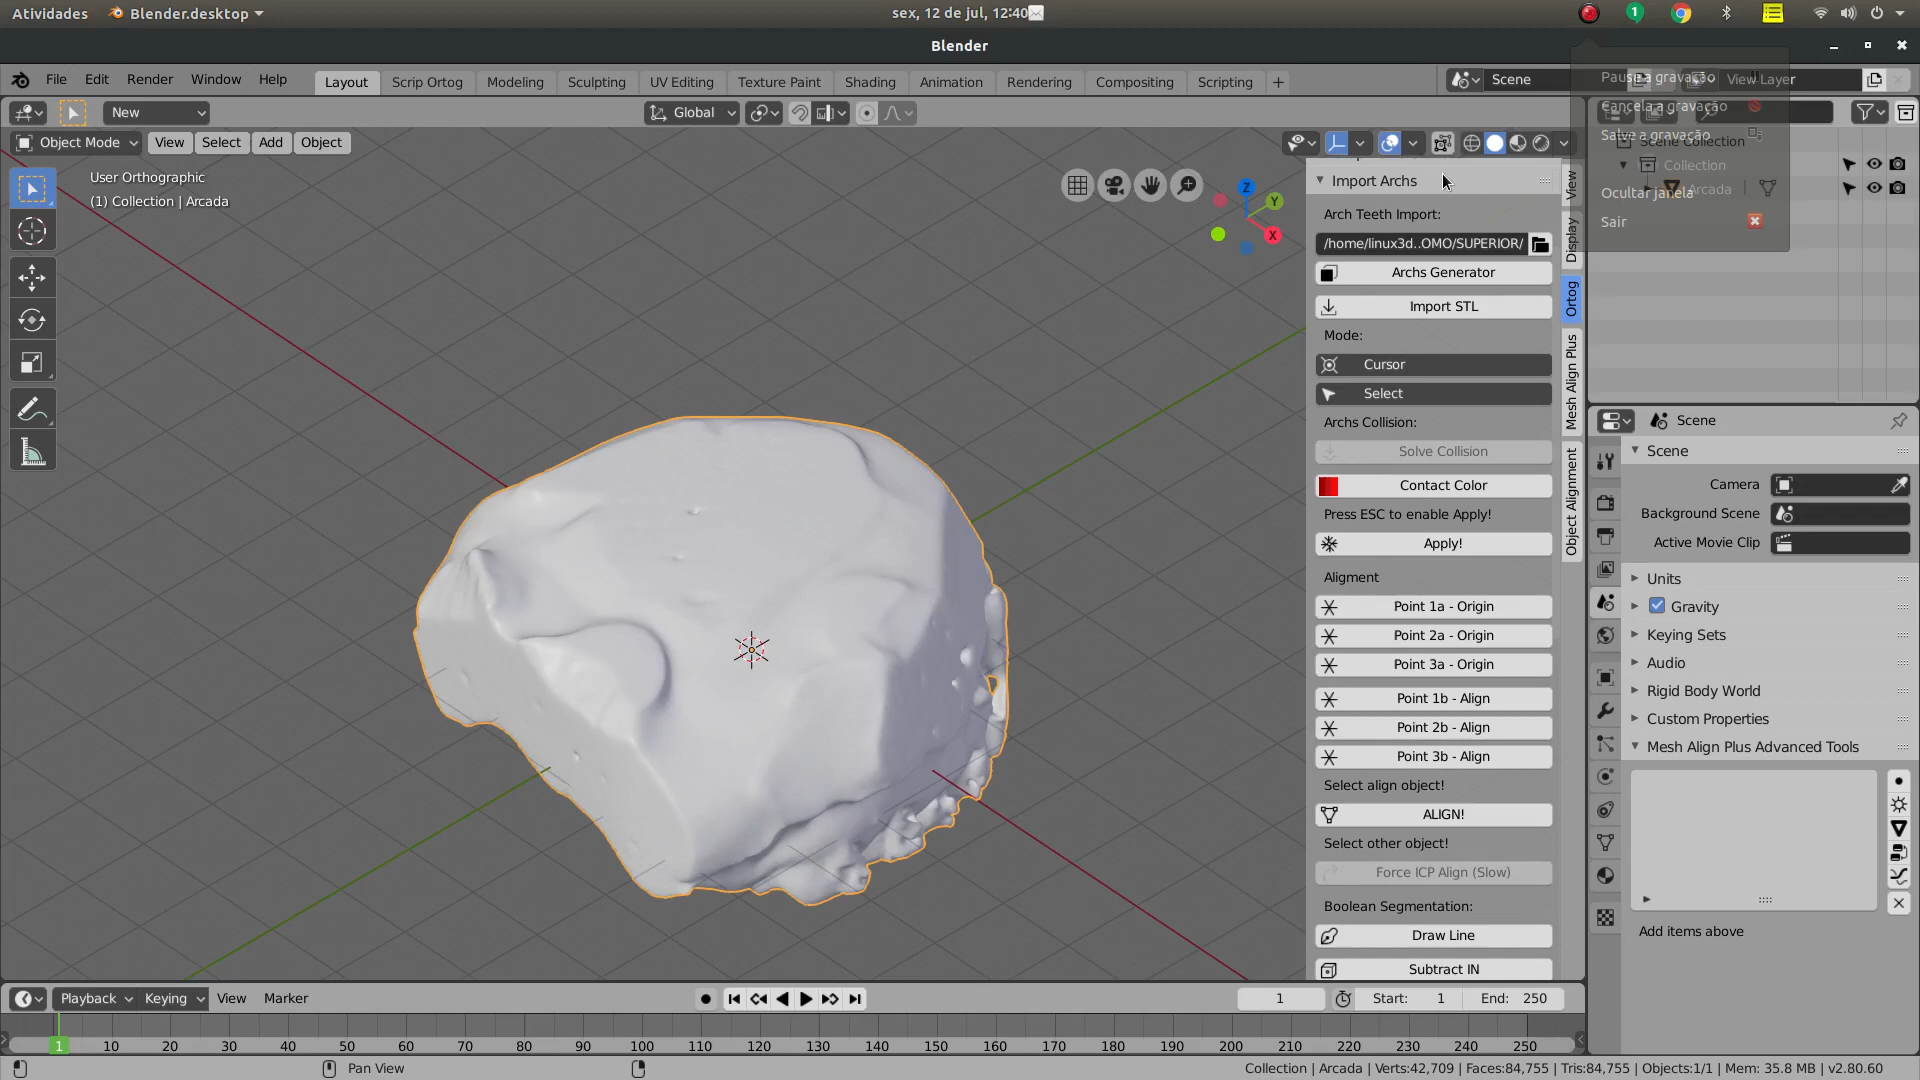 Atividades Blender.desktop sex, 12 de jul, 12:40 1
Blender
File Edit Render Window Help Layout Scrip Ortog Modeling Sculpting UV Editing Texture Paint Shading Animation Rendering Compositing Scripting + Scene View Layer
Pause a gravação
Cancela a gravação
Salve a gravação
Ocultar janela
Sair
New Global
Object Mode View Select Add Object
Scene Collection
Collection
Arcada
User Orthographic
(1) Collection | Arcada
Z
Y
X
Import Archs
Arch Teeth Import:
/home/linux3d..OMO/SUPERIOR/
Archs Generator
Import STL
Mode:
Cursor
Select
Archs Collision:
Solve Collision
Contact Color
Press ESC to enable Apply!
Apply!
Aligment
Point 1a - Origin
Point 2a - Origin
Point 3a - Origin
Point 1b - Align
Point 2b - Align
Point 3b - Align
Select align object!
ALIGN!
Select other object!
Force ICP Align (Slow)
Boolean Segmentation:
Draw Line
Subtract IN
View
Display
Ortog
Mesh Align Plus
Object Alignment
Scene
Scene
Camera
Background Scene
Active Movie Clip
Units
Gravity
Keying Sets
Audio
Rigid Body World
Custom Properties
Mesh Align Plus Advanced Tools
Add items above
Playback Keying View Marker 1 Start: 1 End: 250
1 10 20 30 40 50 60 70 80 90 100 110 120 130 140 150 160 170 180 190 200 210 220 230 240 250
Pan View Collection | Arcada | Verts:42,709 | Faces:84,755 | Tris:84,755 | Objects:1/1 | Mem: 35.8 MB | v2.80.60